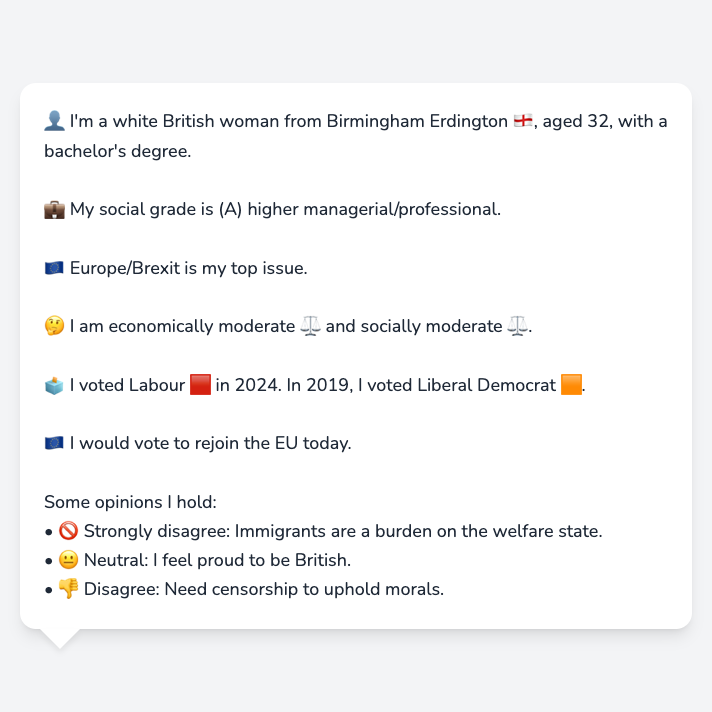 👤 I'm a white British woman from Birmingham Erdington 🏴󠁧󠁢󠁥󠁮󠁧󠁿, aged 32, with a
bachelor's degree.
💼 My social grade is (A) higher managerial/professional.
🇪🇺 Europe/Brexit is my top issue.
🤔 I am economically moderate ⚖️ and socially moderate ⚖️.
🗳️ I voted Labour 🟥 in 2024. In 2019, I voted Liberal Democrat 🟧.
🇪🇺 I would vote to rejoin the EU today.
Some opinions I hold:
• 🚫 Strongly disagree: Immigrants are a burden on the welfare state.
• 😐 Neutral: I feel proud to be British.
• 👎 Disagree: Need censorship to uphold morals.